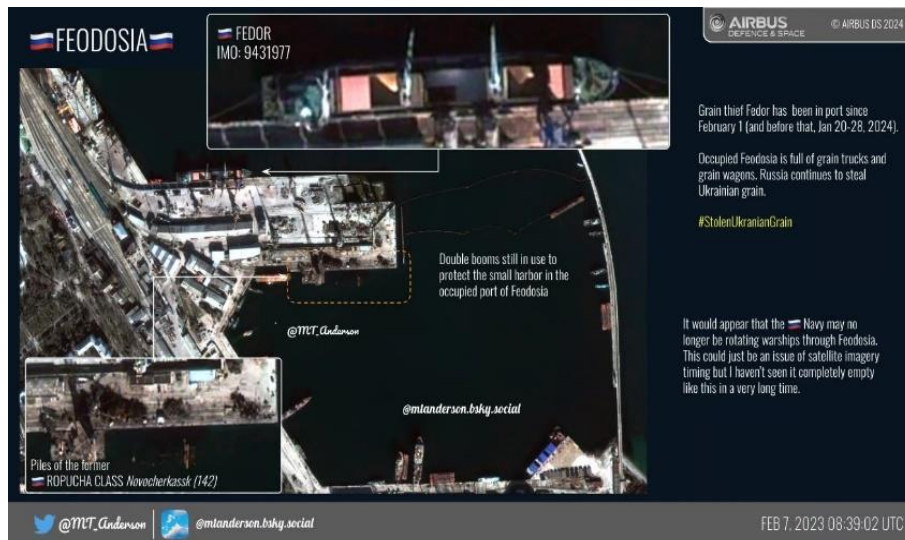 FEODOSIA
FEDOR
IMO: 9431977
AIRBUS
DEFENCE & SPACE
© AIRBUS DS 2024
Grain thief Fedor has been in port since
February 1 (and before that, Jan 20-28, 2024).
Occupied Feodosia is full of grain trucks and
grain wagons. Russia continues to steal
Ukrainian grain.
#StolenUkranianGrain
Double booms still in use to
protect the small harbor in the
occupied port of Feodosia
@MT_Anderson
It would appear that the Navy may no
longer be rotating warships through Feodosia.
This could just be an issue of satellite imagery
timing but I haven't seen it completely empty
like this in a very long time.
@mtanderson.bsky.social
Piles of the former
ROPUCHA CLASS Novocherkassk (142)
@MT_Anderson
@mtanderson.bsky.social
FEB 7, 2023 08:39:02 UTC